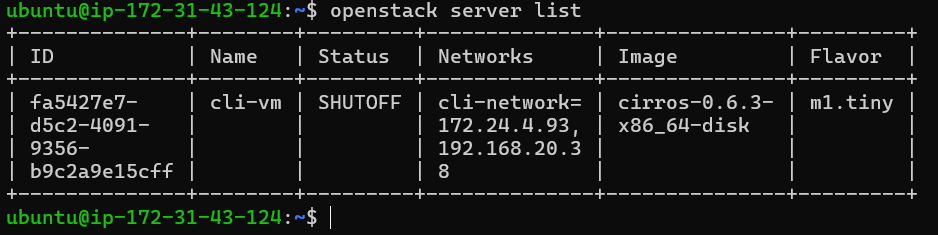 ubuntu@ip-172-31-43-124:~$ openstack server list
+--------------+--------+---------+--------------+---------------+---------+
| ID           | Name   | Status  | Networks     | Image         | Flavor  |
+--------------+--------+---------+--------------+---------------+---------+
| fa5427e7-    | cli-vm | SHUTOFF | cli-network= | cirros-0.6.3- | m1.tiny |
| d5c2-4091-   |        |         | 172.24.4.93, | x86_64-disk   |         |
| 9356-        |        |         | 192.168.20.3 |               |         |
| b9c2a9e15cff |        |         | 8            |               |         |
+--------------+--------+---------+--------------+---------------+---------+
ubuntu@ip-172-31-43-124:~$